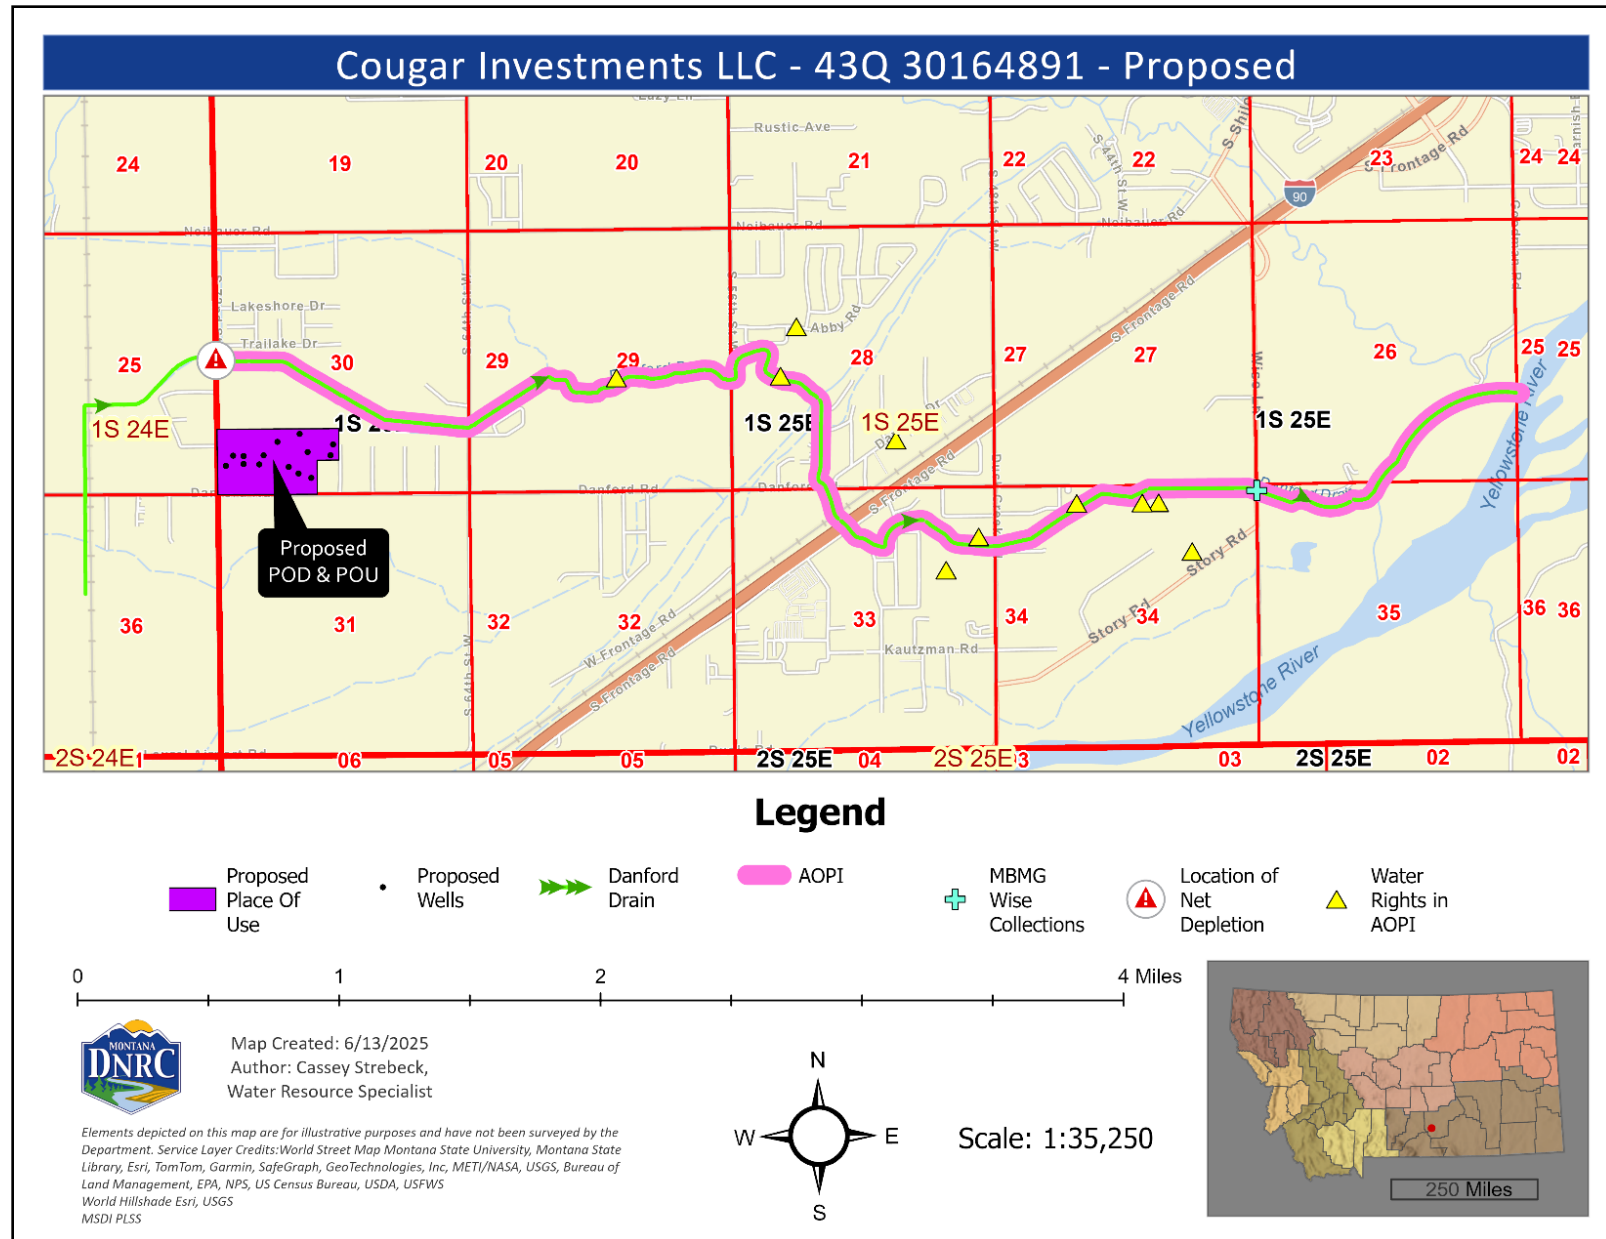 Cougar Investments LLC - 43Q 30164891 - Proposed
Rustic Ave
S 44th St W
S Frontage Rd
24
19
20
20
21
22
22
23
24
24
90
Neibauer Rd
Neibauer Rd
Neibauer Rd
S 48th St W
Lakeshore Dr
Trailake Dr
S 64th St W
Abby Rd
S Frontage Rd
25
30
29
29
28
27
27
26
25
25
1S 24E
1S 25E
1S 25E
1S 25E
Yellowstone River
Danford Rd
S Frontage Rd
Proposed
POD & POU
Story Rd
36
31
32
32
33
34
34
35
36
36
W Frontage Rd
S Frontage Rd
Kautzman Rd
Story Rd
S 64th St W
Yellowstone River
2S 24E
06
05
05
2S 25E
04
2S 25E
03
2S 25E
02
02
Legend
Proposed Place Of Use
Proposed Wells
Danford Drain
AOPI
MBMG Wise Collections
Location of Net Depletion
Water Rights in AOPI
0 1 2 4 Miles
MONTANA
DNRC
Map Created: 6/13/2025
Author: Cassey Strebeck,
Water Resource Specialist
N
W E
S
Scale: 1:35,250
250 Miles
Elements depicted on this map are for illustrative purposes and have not been surveyed by the
Department. Service Layer Credits:World Street Map Montana State University, Montana State
Library, Esri, TomTom, Garmin, SafeGraph, GeoTechnologies, Inc, METI/NASA, USGS, Bureau of
Land Management, EPA, NPS, US Census Bureau, USDA, USFWS
World Hillshade Esri, USGS
MSDI PLSS